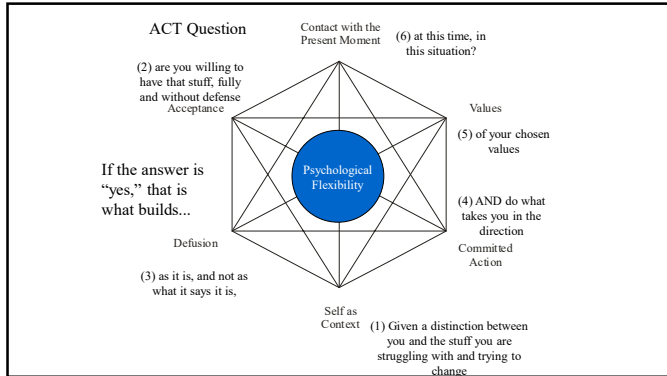 ACT Question
Contact with the
Present Moment
(6) at this time, in
this situation?
(2) are you willing to
have that stuff, fully
and without defense
Acceptance
Values
(5) of your chosen
values
If the answer is
“yes,” that is
what builds...
Psychological
Flexibility
(4) AND do what
takes you in the
direction
Defusion
Committed
Action
(3) as it is, and not as
what it says it is,
Self as
Context
(1) Given a distinction between
you and the stuff you are
struggling with and trying to
change